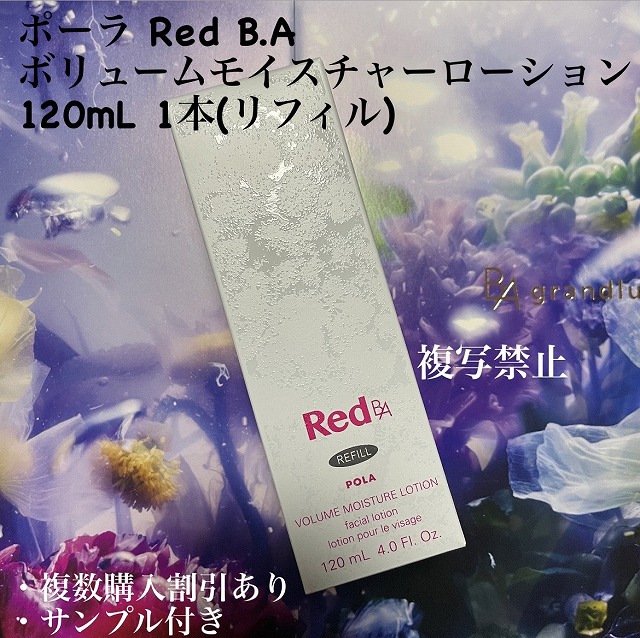 ポーラ Red B.A
ボリュームモイスチャーローション
120mL 1本(リフィル)
BA grandlu
複写禁止
Red BA
REFILL
POLA
VOLUME MOISTURE LOTION
facial lotion
lotion pour le visage
120 mL 4.0 Fl. Oz.
・複数購入割引あり
・サンプル付き